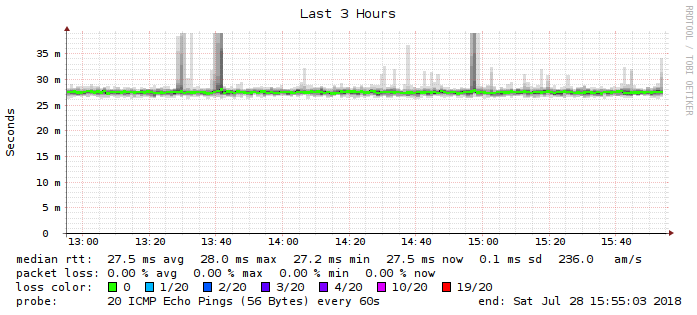 Last 3 Hours
RRDTOOL / TOBI OETIKER
Seconds
35 m
30 m
25 m
20 m
15 m
10 m
5 m
0
13:00 13:20 13:40 14:00 14:20 14:40 15:00 15:20 15:40
median rtt: 27.5 ms avg 28.0 ms max 27.2 ms min 27.5 ms now 0.1 ms sd 236.0 am/s
packet loss: 0.00 % avg 0.00 % max 0.00 % min 0.00 % now
loss color: 0 1/20 2/20 3/20 4/20 10/20 19/20
probe: 20 ICMP Echo Pings (56 Bytes) every 60s end: Sat Jul 28 15:55:03 2018